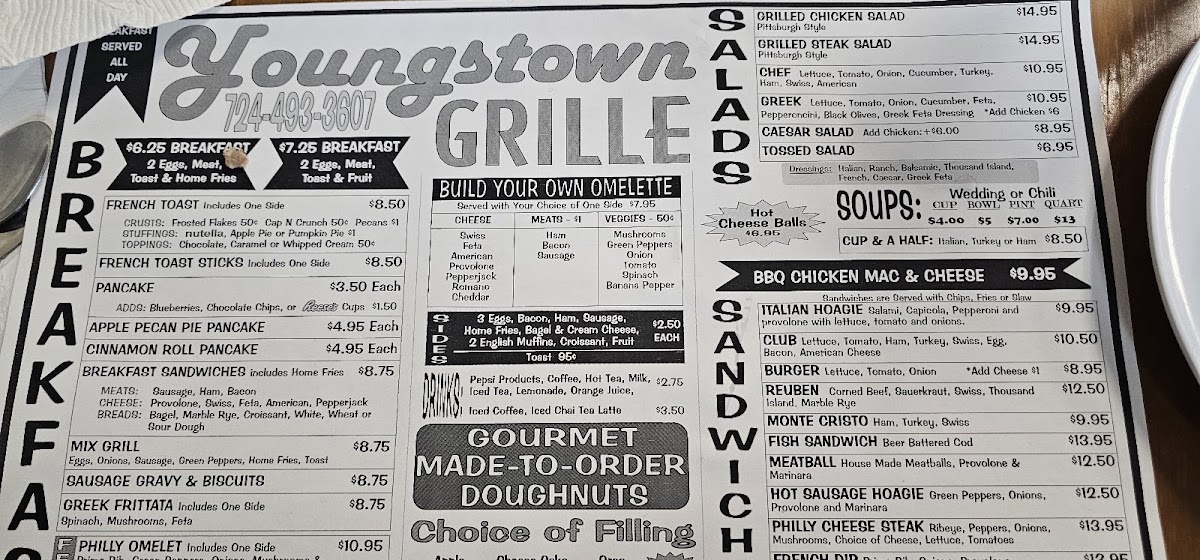 BREAKFAST
SERVED
ALL
DAY
Youngstown
724-493-3607
GRILLE
BREAKFA
$6.25 BREAKFAST
2 Eggs, Meat,
Toast & Home Fries
$7.25 BREAKFAST
2 Eggs, Meat,
Toast & Fruit
FRENCH TOAST Includes One Side $8.50
CRUSTS: Frosted Flakes 50¢ Cap N Crunch 50¢ Pecans $1
STUFFINGS: nutella, Apple Pie or Pumpkin Pie $1
TOPPINGS: Chocolate, Caramel or Whipped Cream 50¢
FRENCH TOAST STICKS Includes One Side $8.50
PANCAKE $3.50 Each
ADDS: Blueberries, Chocolate Chips, or Reese's Cups $1.50
APPLE PECAN PIE PANCAKE $4.95 Each
CINNAMON ROLL PANCAKE $4.95 Each
BREAKFAST SANDWICHES includes Home Fries $8.75
MEATS: Sausage, Ham, Bacon
CHEESE: Provolone, Swiss, Feta, American, Pepperjack
BREADS: Bagel, Marble Rye, Croissant, White, Wheat or
Sour Dough
MIX GRILL $8.75
Eggs, Onions, Sausage, Green Peppers, Home Fries, Toast
SAUSAGE GRAVY & BISCUITS $8.75
GREEK FRITTATA Includes One Side $8.75
Spinach, Mushrooms, Feta
PHILLY OMELET Includes One Side $10.95
BUILD YOUR OWN OMELETTE
Served with Your Choice of One Side $7.95
CHEESE
Swiss
Feta
American
Provolone
Pepperjack
Romano
Cheddar
MEATS - $1
Ham
Bacon
Sausage
VEGGIES - 50¢
Mushrooms
Green Peppers
Onion
Tomato
Spinach
Banana Pepper
SIDES
3 Eggs, Bacon, Ham, Sausage,
Home Fries, Bagel & Cream Cheese,
2 English Muffins, Croissant, Fruit
$2.50
EACH
Toast 95¢
DRINKS
Pepsi Products, Coffee, Hot Tea, Milk,
Iced Tea, Lemonade, Orange Juice, $2.75
Iced Coffee, Iced Chai Tea Latte $3.50
GOURMET
MADE-TO-ORDER
DOUGHNUTS
Choice of Filling
SALADS
GRILLED CHICKEN SALAD $14.95
Pittsburgh Style
GRILLED STEAK SALAD $14.95
Pittsburgh Style
CHEF Lettuce, Tomato, Onion, Cucumber, Turkey, $10.95
Ham, Swiss, American
GREEK Lettuce, Tomato, Onion, Cucumber, Feta, $10.95
Pepperoncini, Black Olives, Greek Feta Dressing *Add Chicken $6
CAESAR SALAD Add Chicken: +$6.00 $8.95
TOSSED SALAD $6.95
Dressings: Italian, Ranch, Balsamic, Thousand Island,
French, Caesar, Greek Feta
Hot
Cheese Balls
$6.95
SOUPS: Wedding or Chili
CUP BOWL PINT QUART
$4.00 $5 $7.00 $13
CUP & A HALF: Italian, Turkey or Ham $8.50
BBQ CHICKEN MAC & CHEESE $9.95
SANDWICH
Sandwiches are Served with Chips, Fries or Slaw
ITALIAN HOAGIE Salami, Capicola, Pepperoni and $9.95
provolone with lettuce, tomato and onions.
CLUB Lettuce, Tomato, Ham, Turkey, Swiss, Egg, $10.50
Bacon, American Cheese
BURGER Lettuce, Tomato, Onion *Add Cheese $1 $8.95
REUBEN Corned Beef, Sauerkraut, Swiss, Thousand $12.50
Island, Marble Rye
MONTE CRISTO Ham, Turkey, Swiss $9.95
FISH SANDWICH Beer Battered Cod $13.95
MEATBALL House Made Meatballs, Provolone & $12.50
Marinara
HOT SAUSAGE HOAGIE Green Peppers, Onions, $12.50
Provolone and Marinara
PHILLY CHEESE STEAK Ribeye, Peppers, Onions, $13.95
Mushrooms, Choice of Cheese, Lettuce, Tomatoes
FRENCH DIP